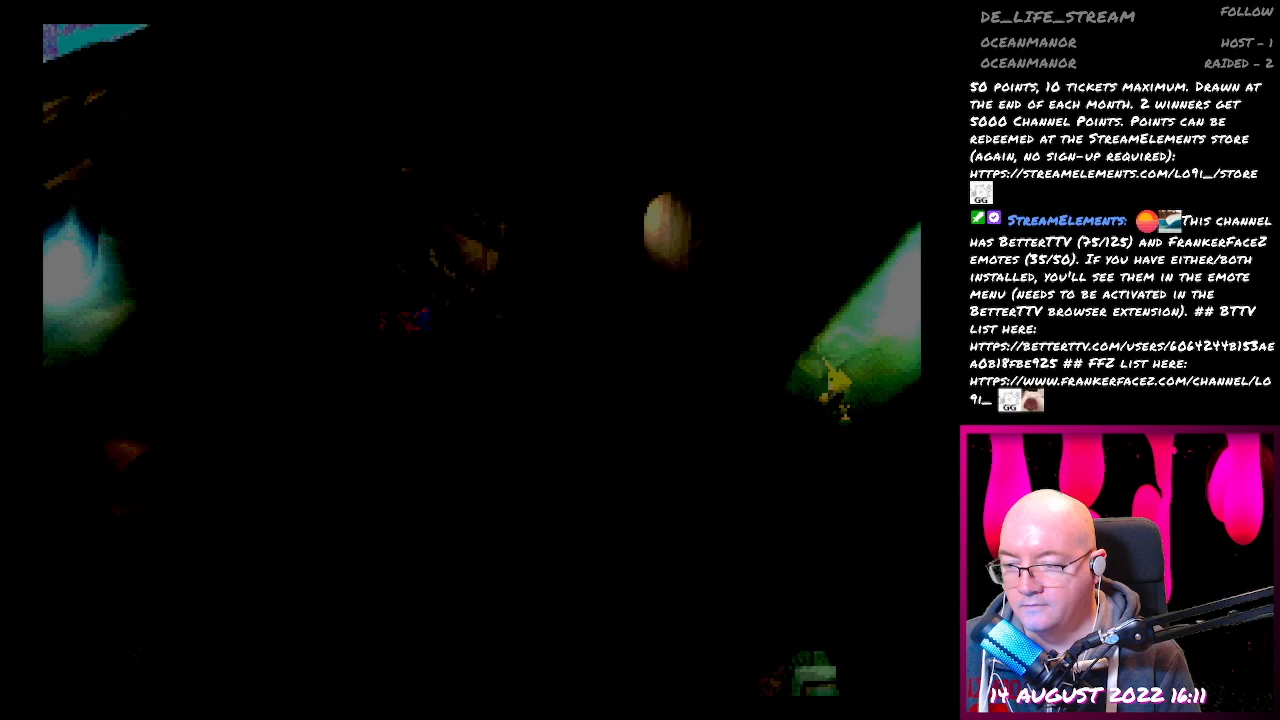 DE_LIFE_STREAM FOLLOW
OCEANMANOR HOST - 1
OCEANMANOR RAIDED - 2
50 POINTS, 10 TICKETS MAXIMUM. DRAWN AT
THE END OF EACH MONTH. 2 WINNERS GET
5000 CHANNEL POINTS. POINTS CAN BE
REDEEMED AT THE STREAMELEMENTS STORE
(AGAIN, NO SIGN-UP REQUIRED):
HTTPS://STREAMELEMENTS.COM/LO9I_/STORE
GG
STREAMELEMENTS: THIS CHANNEL
HAS BETTERTTV (75/125) AND FRANKERFACEZ
EMOTES (35/50). IF YOU HAVE EITHER/BOTH
INSTALLED, YOU'LL SEE THEM IN THE EMOTE
MENU (NEEDS TO BE ACTIVATED IN THE
BETTERTTV BROWSER EXTENSION). ## BTTV
LIST HERE:
HTTPS://BETTERTTV.COM/USERS/6064244B153AE
A0B18FBE925 ## FFZ LIST HERE:
HTTPS://WWW.FRANKERFACEZ.COM/CHANNEL/LO
9I_ GG
14 AUGUST 2022 16:11